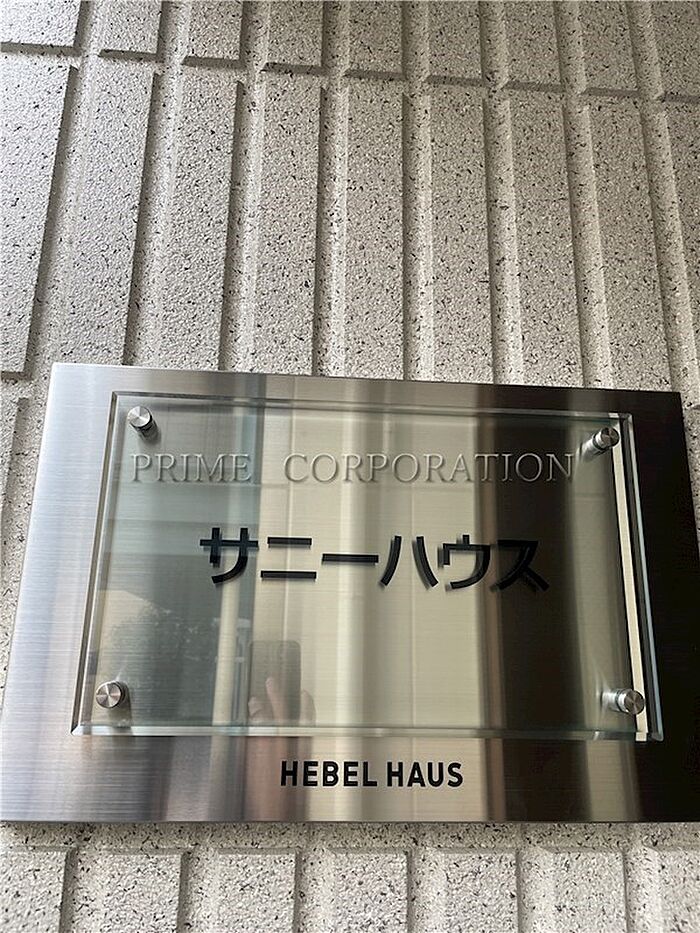 PRIME CORPORATION
サニーハウス
HEBEL HAUS